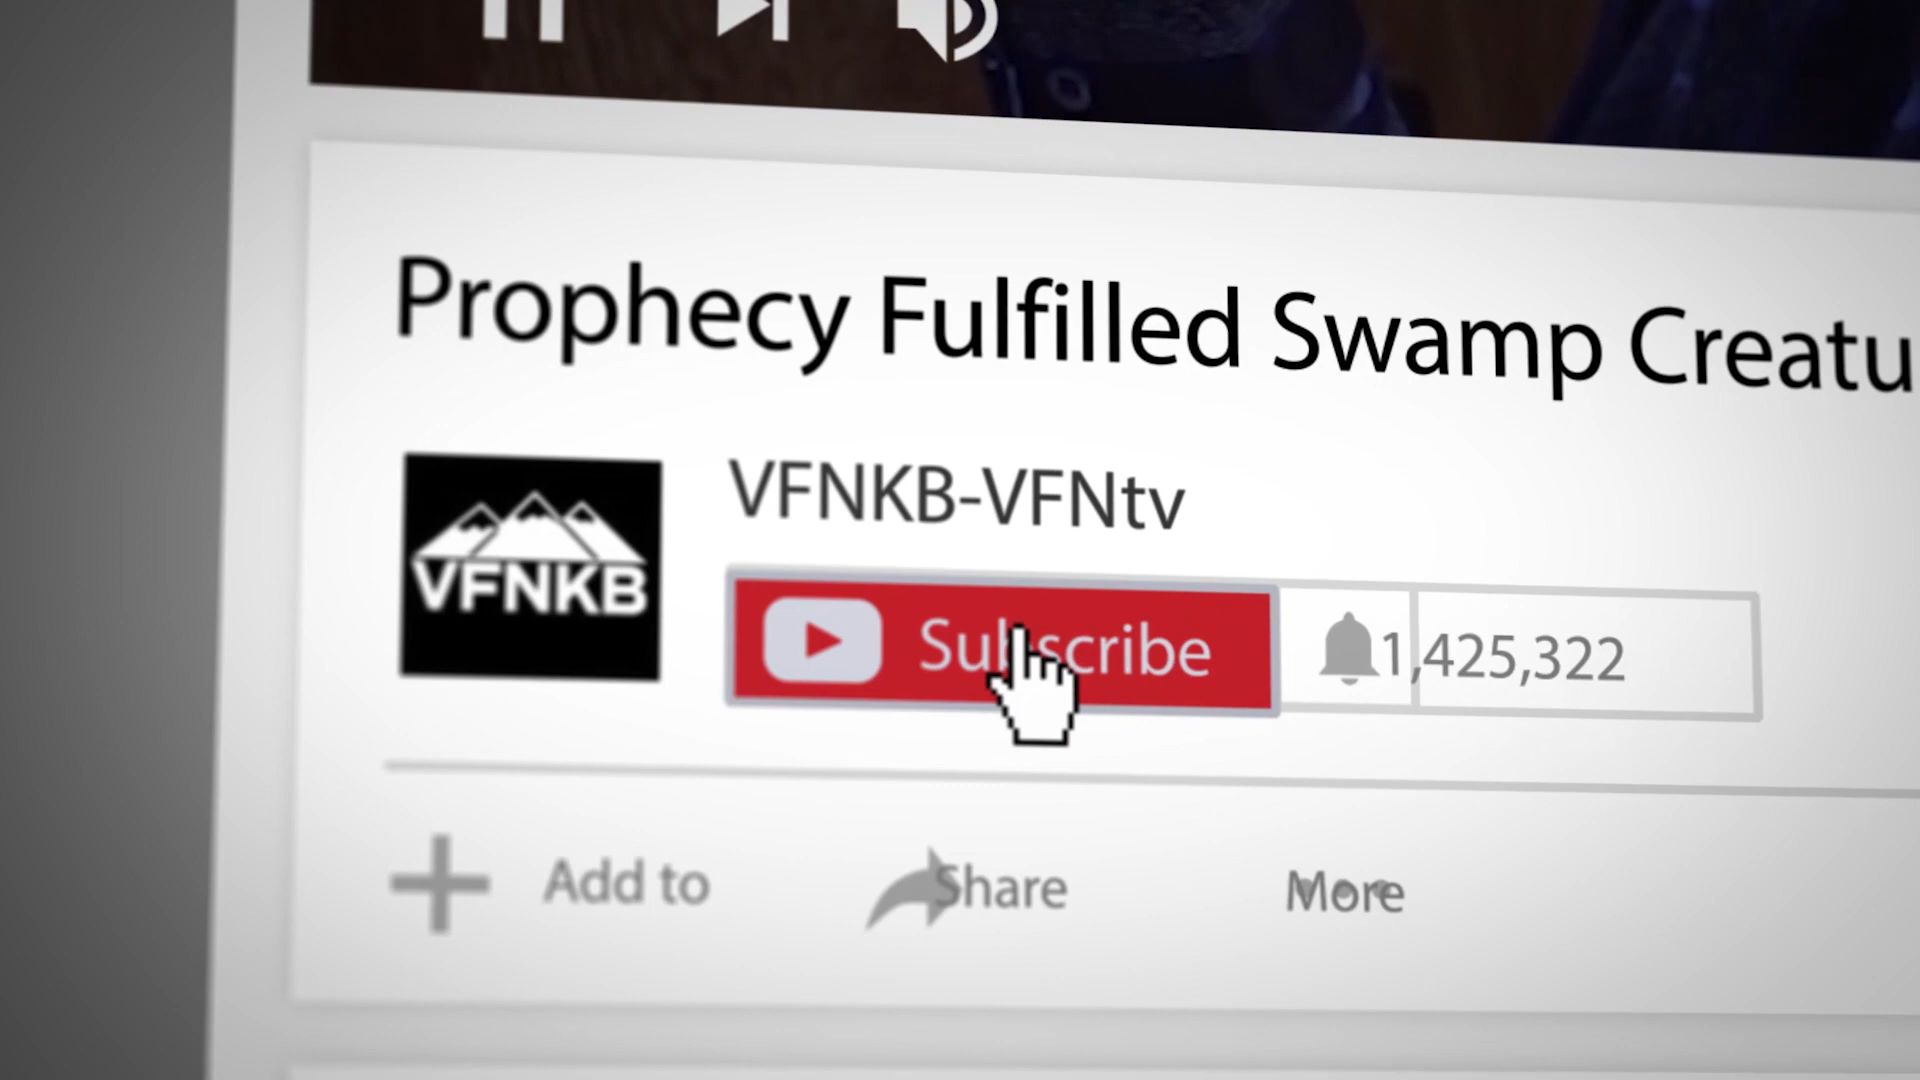 Prophecy Fulfilled Swamp Creatu
VFNKB
VFNKB-VFNtv
Subscribe
1,425,322
Add to
Share
More